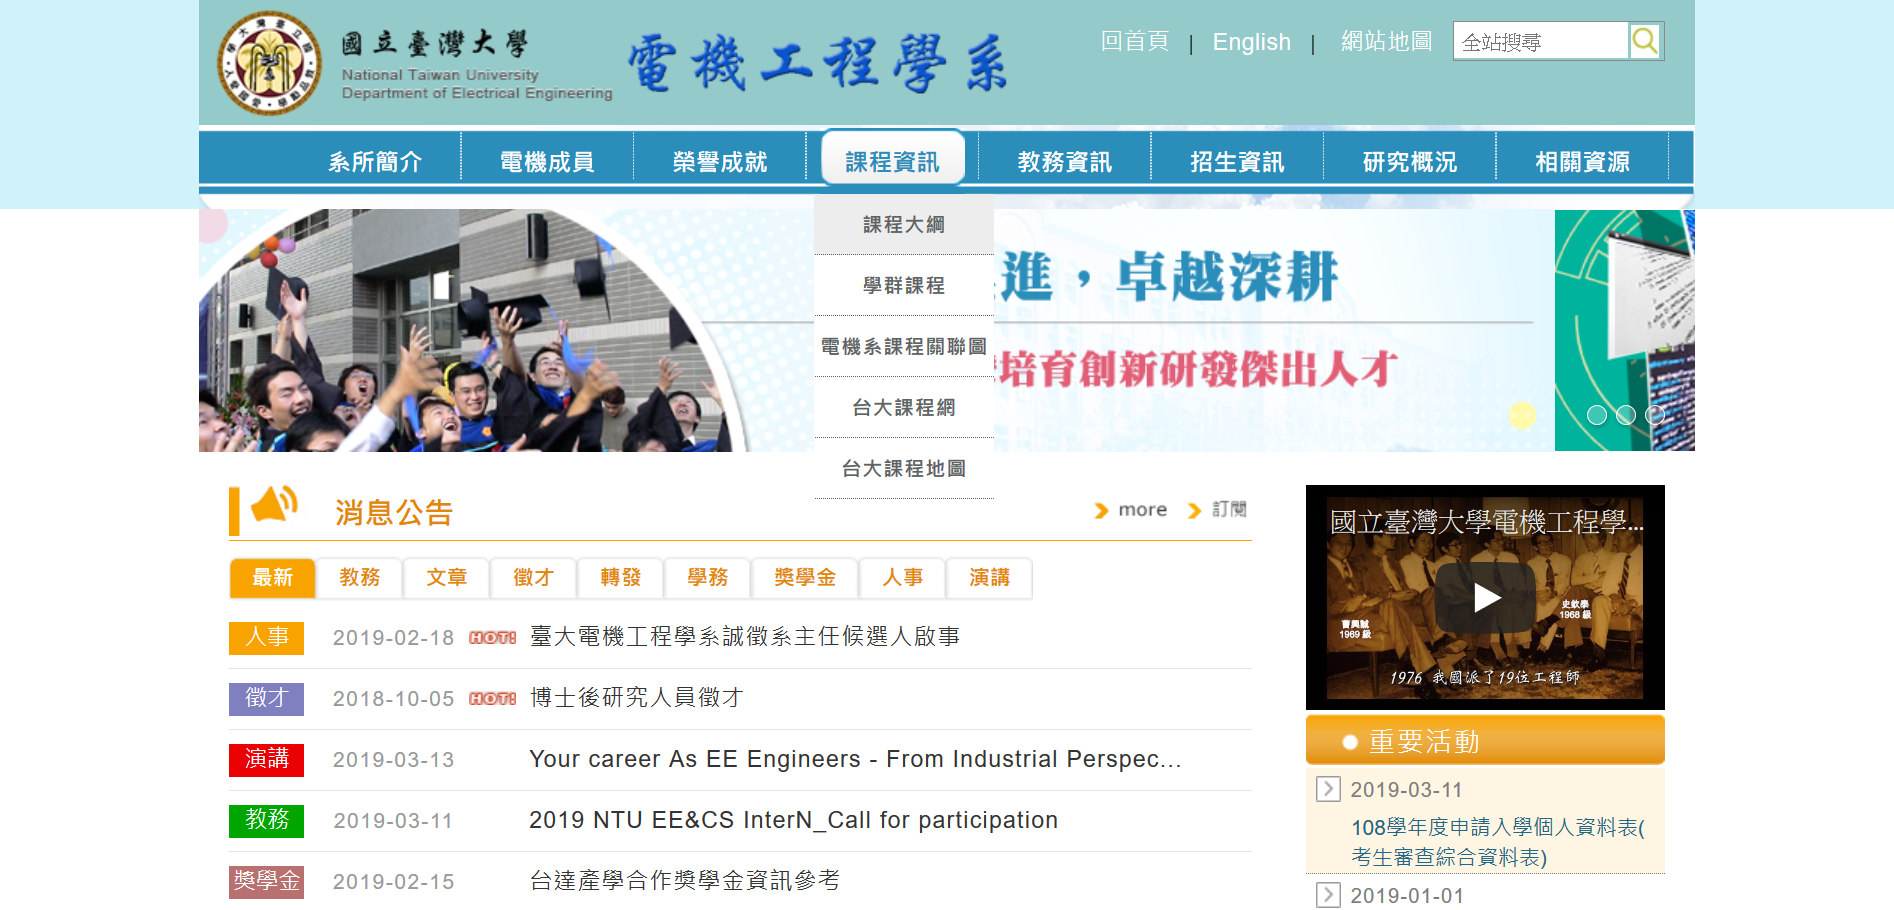 國立臺灣大學
National Taiwan University
Department of Electrical Engineering
電機工程學系
回首頁 | English | 網站地圖
全站搜尋
系所簡介 電機成員 榮譽成就 課程資訊 教務資訊 招生資訊 研究概況 相關資源
課程大綱
學群課程
電機系課程關聯圖
台大課程網
台大課程地圖
進，卓越深耕
培育創新研發傑出人才
消息公告
more 訂閱
最新 教務 文章 徵才 轉發 學務 獎學金 人事 演講
人事 2019-02-18 HOT! 臺大電機工程學系誠徵系主任候選人啟事
徵才 2018-10-05 HOT! 博士後研究人員徵才
演講 2019-03-13 Your career As EE Engineers - From Industrial Perspec...
教務 2019-03-11 2019 NTU EE&CS InterN_Call for participation
獎學金 2019-02-15 台達產學合作獎學金資訊參考
國立臺灣大學電機工程學...
史欽泰
1968 級
曹興誠
1969 級
1976 我國派了19位工程師
重要活動
2019-03-11
108學年度申請入學個人資料表(
考生審查綜合資料表)
2019-01-01